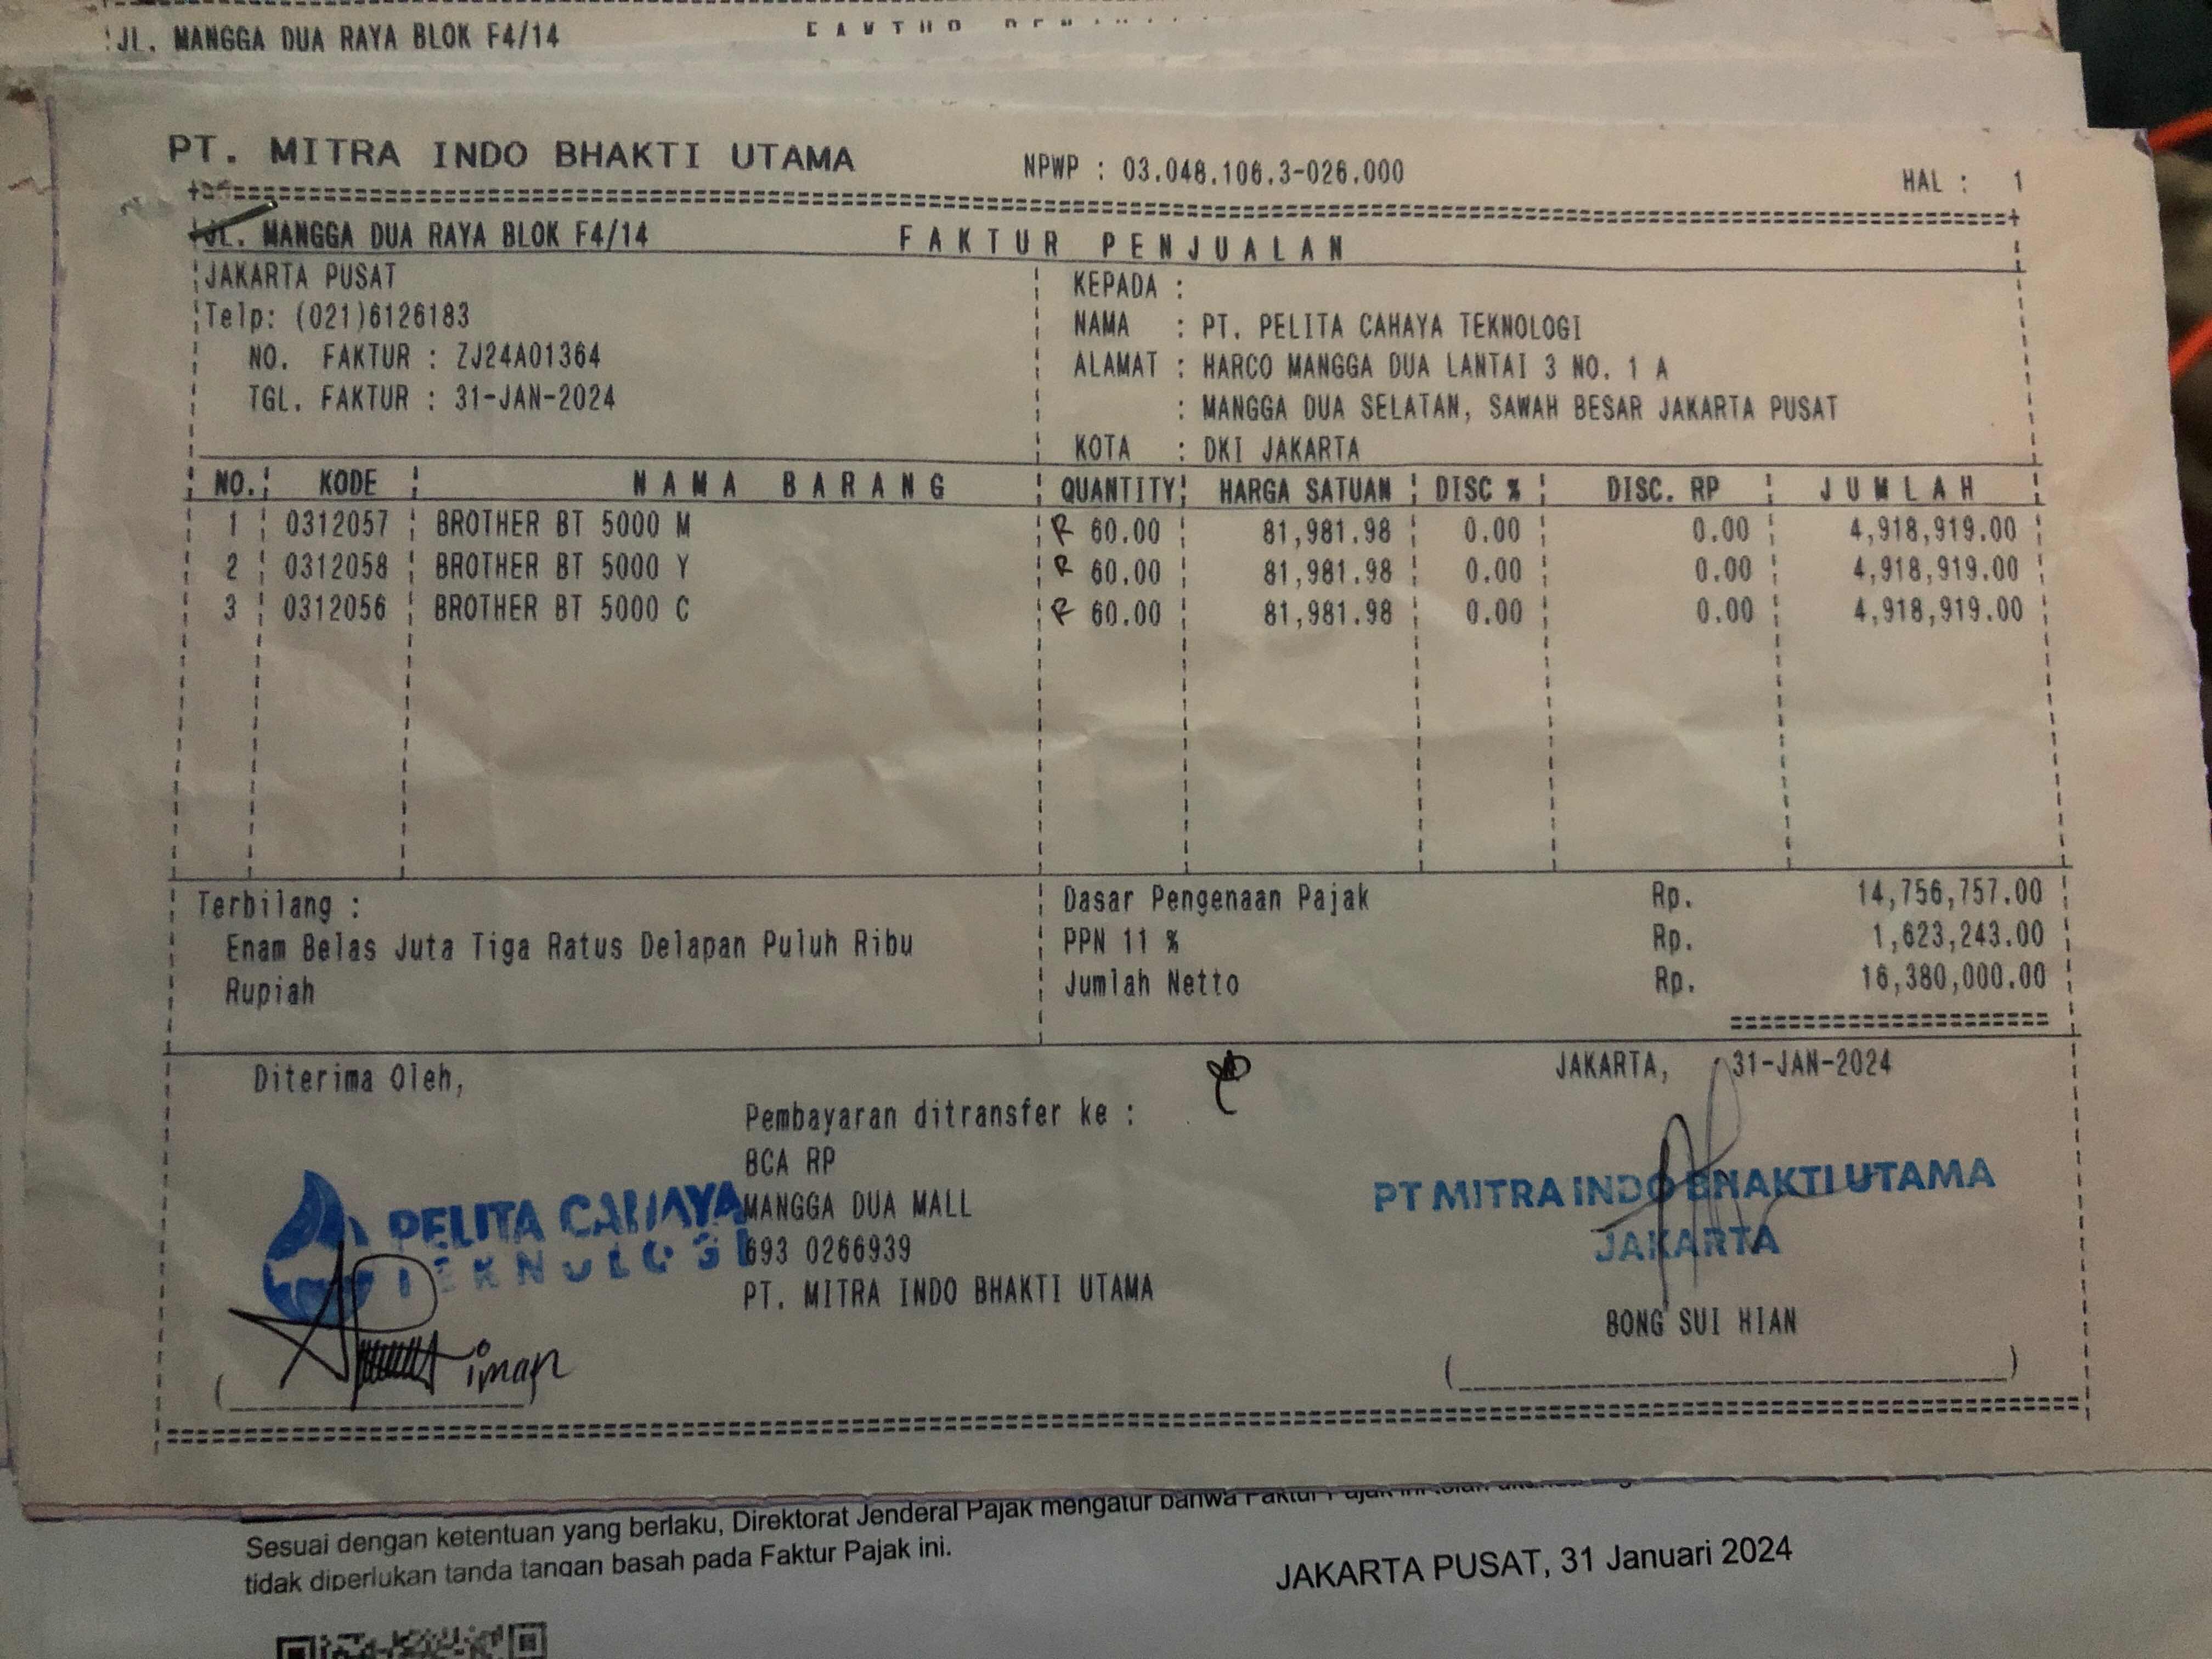 JL. MANGGA DUA RAYA BLOK F4/14
PT. MITRA INDO BHAKTI UTAMA NPWP : 03.048.106.3-026.000 HAL : 1
JL. MANGGA DUA RAYA BLOK F4/14 FAKTUR PENJUALAN
JAKARTA PUSAT KEPADA :
Telp: (021)6126183 NAMA : PT. PELITA CAHAYA TEKNOLOGI
NO. FAKTUR : ZJ24A01364 ALAMAT : HARCO MANGGA DUA LANTAI 3 NO. 1 A
TGL. FAKTUR : 31-JAN-2024 : MANGGA DUA SELATAN, SAWAH BESAR JAKARTA PUSAT
KOTA : DKI JAKARTA
NO. KODE NAMA BARANG QUANTITY HARGA SATUAN DISC % DISC. RP JUMLAH
1 0312057 BROTHER BT 5000 M R 60.00 81,981.98 0.00 0.00 4,918,919.00
2 0312058 BROTHER BT 5000 Y R 60.00 81,981.98 0.00 0.00 4,918,919.00
3 0312056 BROTHER BT 5000 C R 60.00 81,981.98 0.00 0.00 4,918,919.00
Terbilang : Dasar Pengenaan Pajak Rp. 14,756,757.00
Enam Belas Juta Tiga Ratus Delapan Puluh Ribu PPN 11 % Rp. 1,623,243.00
Rupiah Jumlah Netto Rp. 16,380,000.00
Diterima Oleh, JAKARTA, 31-JAN-2024
Pembayaran ditransfer ke :
BCA RP
PELITA CAHAYA MANGGA DUA MALL PT MITRA INDO BHAKTI UTAMA
TEKNOLOGI 693 0266939 JAKARTA
PT. MITRA INDO BHAKTI UTAMA
BONG SUI HIAN
iman
Sesuai dengan ketentuan yang berlaku, Direktorat Jenderal Pajak mengatur bahwa Faktur Pajak ini
tidak diperlukan tanda tangan basah pada Faktur Pajak ini.
JAKARTA PUSAT, 31 Januari 2024